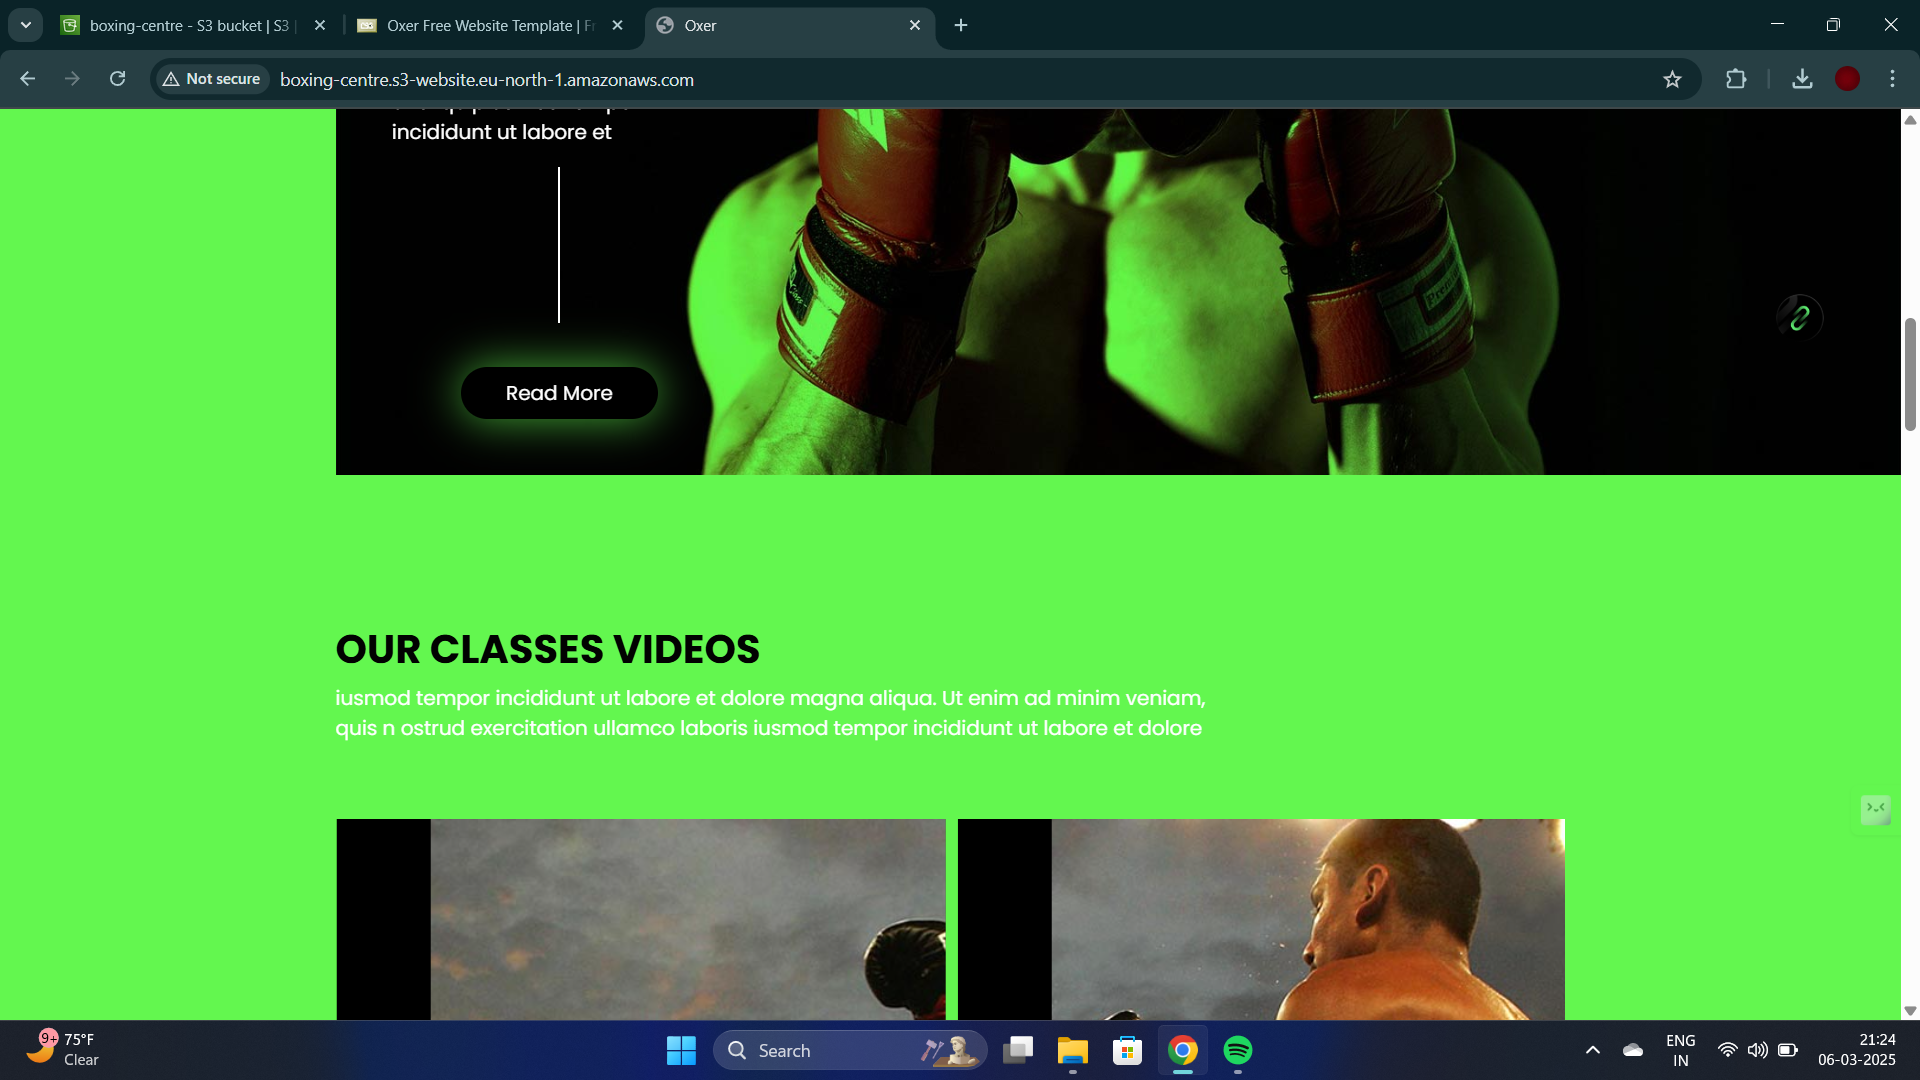 boxing-centre - S3 bucket | S3 |
Oxer Free Website Template | Fr
Oxer
Not secure
boxing-centre.s3-website.eu-north-1.amazonaws.com
incididunt ut labore et
Read More
OUR CLASSES VIDEOS
iusmod tempor incididunt ut labore et dolore magna aliqua. Ut enim ad minim veniam,
quis n ostrud exercitation ullamco laboris iusmod tempor incididunt ut labore et dolore
9+
75°F
Clear
Search
ENG
IN
21:24
06-03-2025